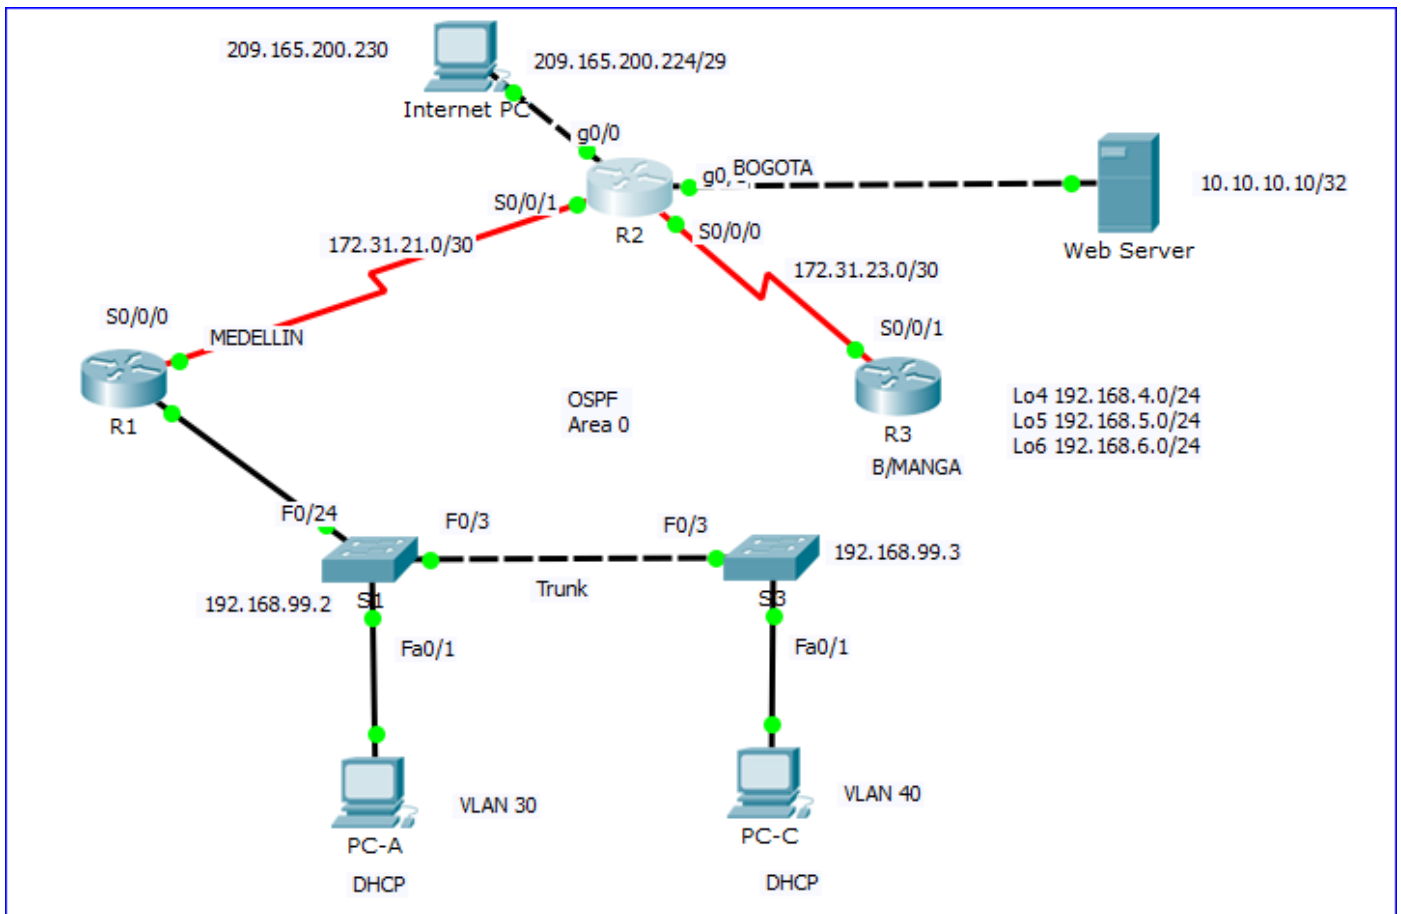 209.165.200.230
209.165.200.224/29
Internet PC
g0/0
BOGOTA
10.10.10.10/32
S0/0/1
R2
S0/0/0
Web Server
172.31.21.0/30
172.31.23.0/30
S0/0/0
MEDELLIN
S0/0/1
R1
OSPF
Area 0
R3
B/MANGA
Lo4 192.168.4.0/24
Lo5 192.168.5.0/24
Lo6 192.168.6.0/24
F0/24
F0/3
F0/3
192.168.99.3
Trunk
S1
S3
192.168.99.2
Fa0/1
Fa0/1
VLAN 30
VLAN 40
PC-A
PC-C
DHCP
DHCP